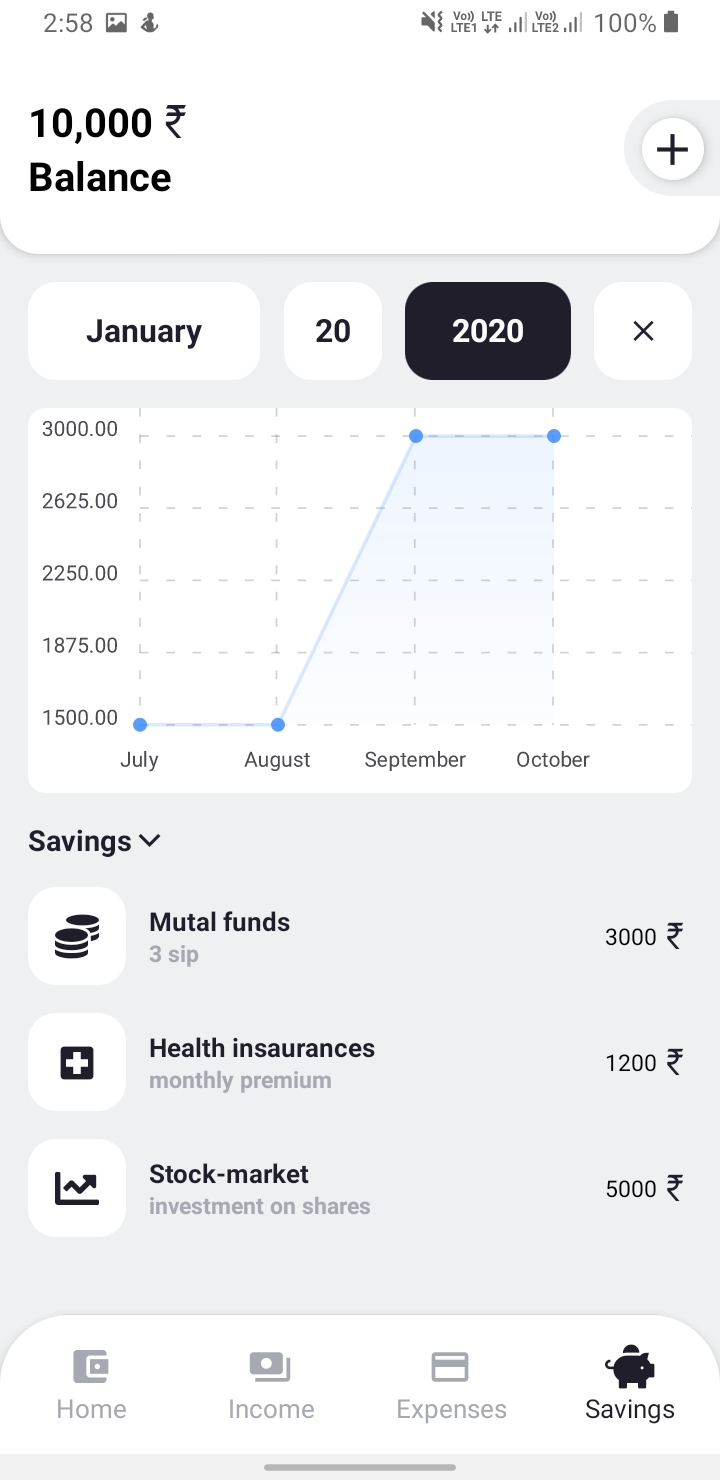 2:58 Vo) LTE1 LTE Vo) LTE2 100%
10,000 ₹
Balance
January 20 2020
3000.00
2625.00
2250.00
1875.00
1500.00
July August September October
Savings
Mutal funds
3 sip
3000 ₹
Health insaurances
monthly premium
1200 ₹
Stock-market
investment on shares
5000 ₹
Home Income Expenses Savings